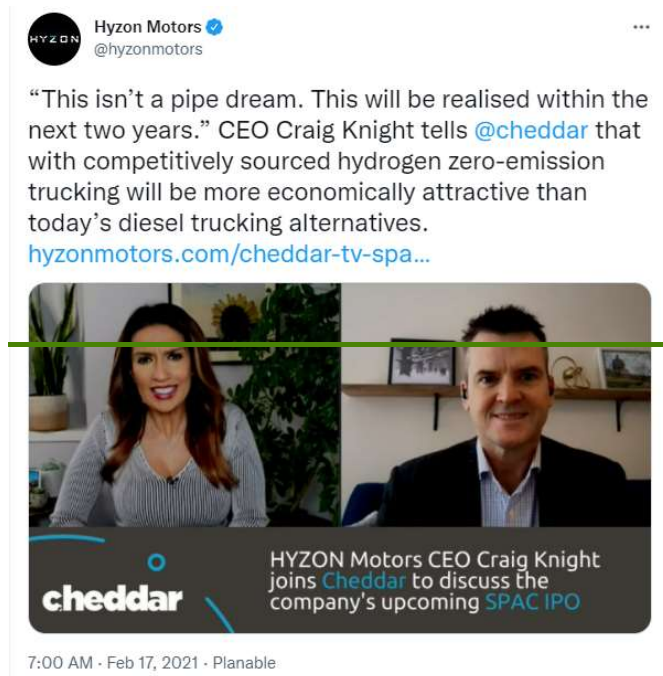 HYZON
Hyzon Motors
@hyzonmotors
“This isn’t a pipe dream. This will be realised within the
next two years.” CEO Craig Knight tells @cheddar that
with competitively sourced hydrogen zero-emission
trucking will be more economically attractive than
today’s diesel trucking alternatives.
hyzonmotors.com/cheddar-tv-spa...
HYZON Motors CEO Craig Knight
joins Cheddar to discuss the
company's upcoming SPAC IPO
cheddar
7:00 AM · Feb 17, 2021 · Planable